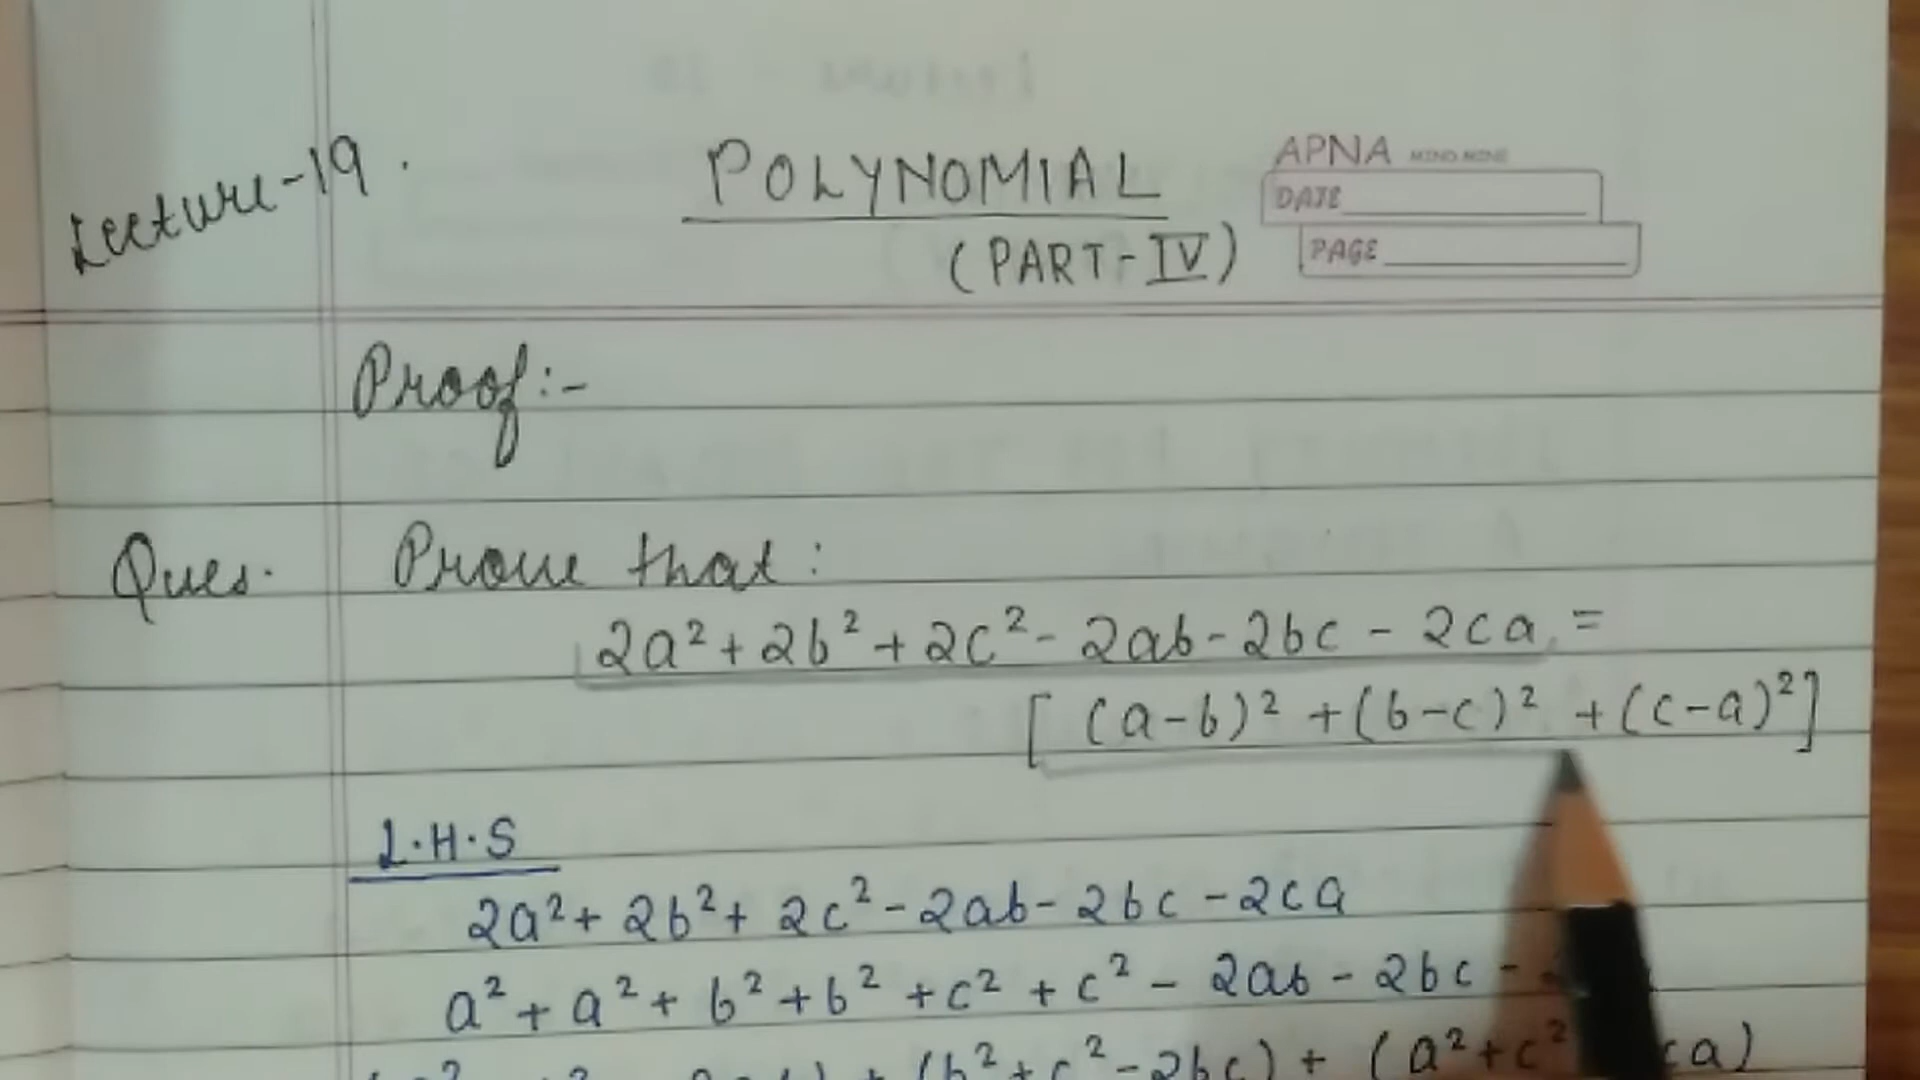 Lecture-19.
POLYNOMIAL
(PART-IV)
APNA
DATE
PAGE
Proof:-
Ques. Prove that:
2a² + 2b² + 2c² - 2ab - 2bc - 2ca =
[ (a-b)² + (b-c)² + (c-a)²]
L.H.S
2a² + 2b² + 2c² - 2ab - 2bc - 2ca
a² + a² + b² + b² + c² + c² - 2ab - 2bc -
(b² + c² - 2bc) + (a² + c² ca)